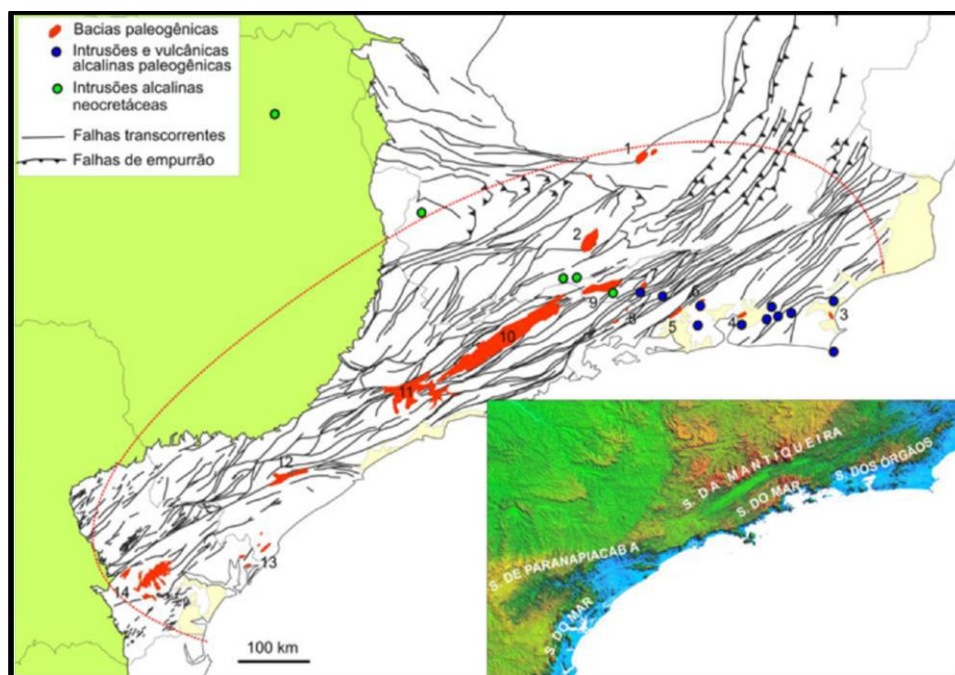 Bacias paleogênicas
Intrusões e vulcânicas
alcalinas paleogênicas
Intrusões alcalinas
neocretáceas
Falhas transcorrentes
Falhas de empurrão
1
2
3
4
5
6
8
9
10
11
12
13
14
100 km
S. DA MANTIQUEIRA
S. DOS ÓRGÃOS
S. DO MAR
S. DE PARANAPIACABA
S. DO MAR